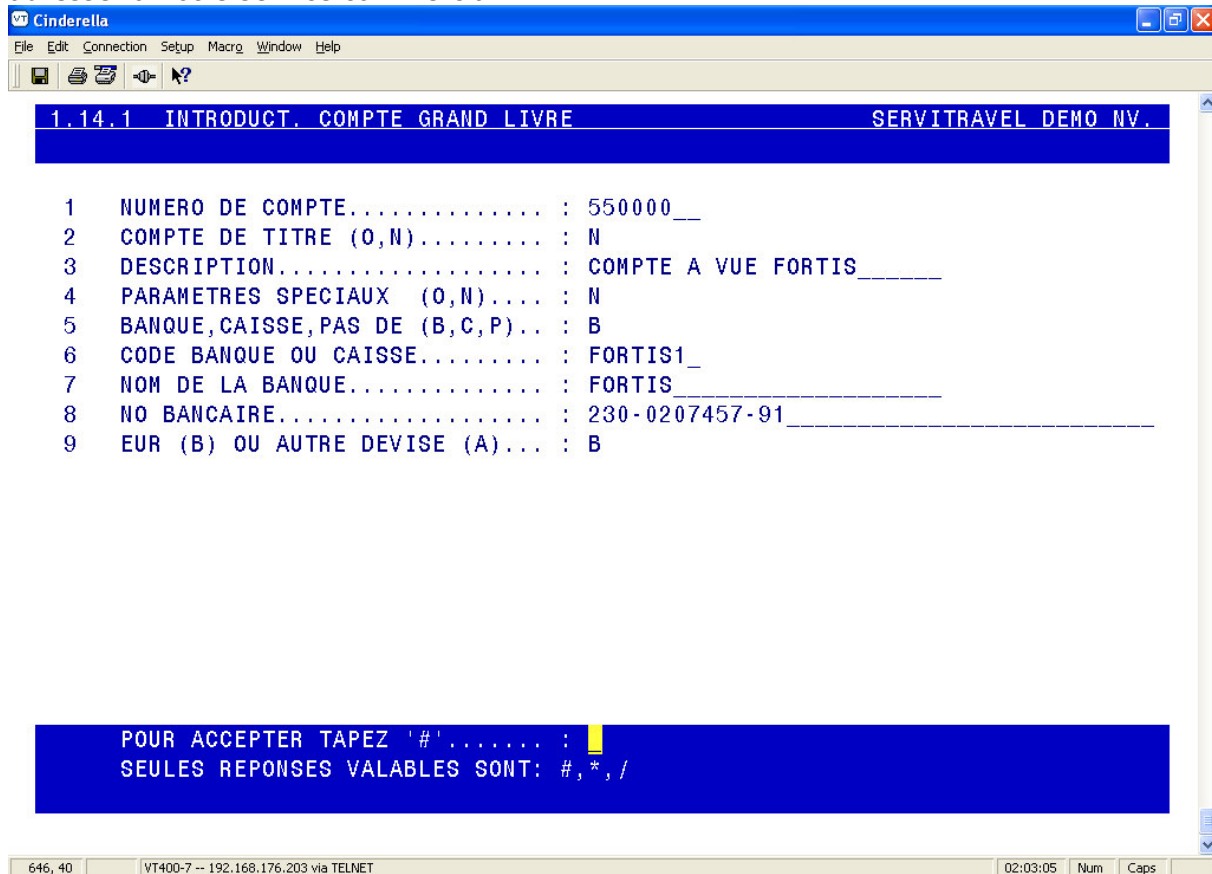 Cinderella
File Edit Connection Setup Macro Window Help
1.14.1 INTRODUCT. COMPTE GRAND LIVRE SERVITRAVEL DEMO NV.
1 NUMERO DE COMPTE.............. : 550000__
2 COMPTE DE TITRE (O,N)......... : N
3 DESCRIPTION................... : COMPTE A VUE FORTIS______
4 PARAMETRES SPECIAUX (O,N).... : N
5 BANQUE,CAISSE,PAS DE (B,C,P).. : B
6 CODE BANQUE OU CAISSE......... : FORTIS1_
7 NOM DE LA BANQUE.............. : FORTIS___________________
8 NO BANCAIRE................... : 230-0207457-91__________________________
9 EUR (B) OU AUTRE DEVISE (A)... : B
POUR ACCEPTER TAPEZ '#'....... : _
SEULES REPONSES VALABLES SONT: #,*,/
646, 40 VT400-7 -- 192.168.176.203 via TELNET 02:03:05 Num Caps